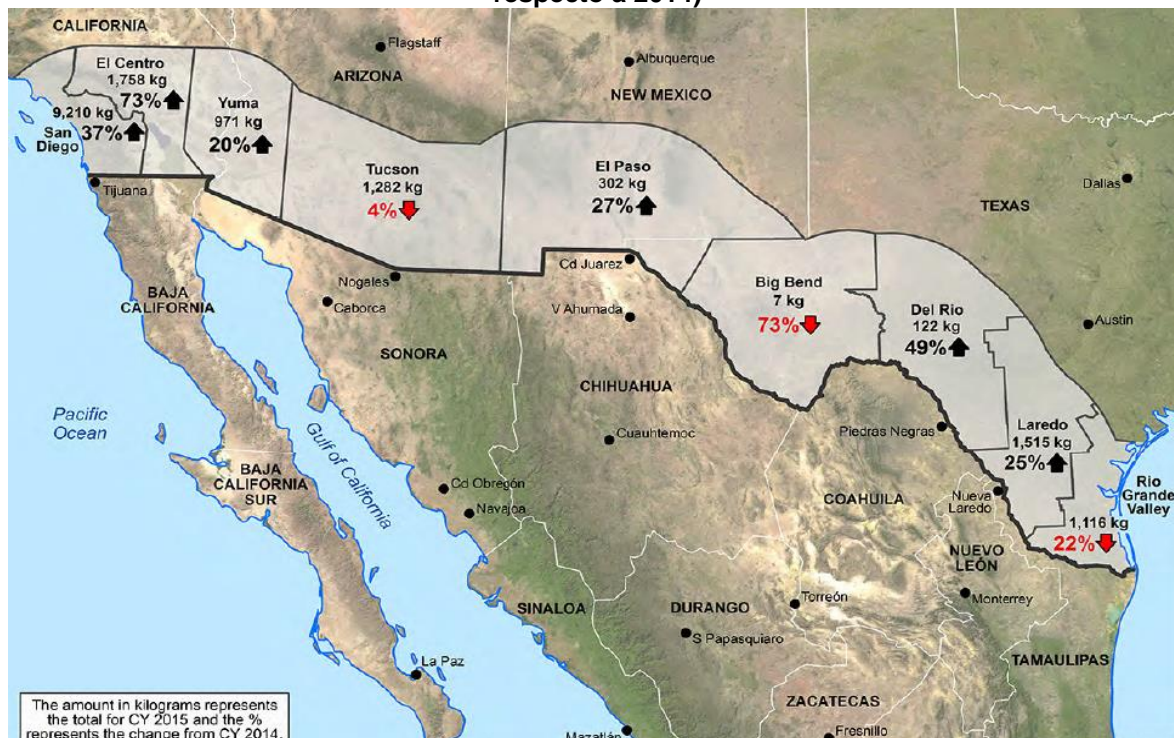 respecto a 2014)
CALIFORNIA
Flagstaff
ARIZONA
Albuquerque
NEW MEXICO
El Centro
1,758 kg
73%
9,210 kg
San
Diego
37%
Yuma
971 kg
20%
Tucson
1,282 kg
4%
El Paso
302 kg
27%
Dallas
TEXAS
Tijuana
Nogales
Caborca
Cd Juarez
V Ahumada
Big Bend
7 kg
73%
Del Rio
122 kg
49%
Austin
BAJA
CALIFORNIA
SONORA
CHIHUAHUA
Pacific
Ocean
Gulf of California
Cuauhtemoc
Piedras Negras
Laredo
1,515 kg
25%
BAJA
CALIFORNIA
SUR
Cd Obregón
Navajoa
COAHUILA
Nueva
Laredo
Rio
Grande
Valley
1,116 kg
22%
NUEVO
LEÓN
SINALOA
DURANGO
Torreón
Monterrey
S Papasquiaro
TAMAULIPAS
La Paz
ZACATECAS
Fresnillo
Mazatlán
The amount in kilograms represents
the total for CY 2015 and the %
represents the change from CY 2014.